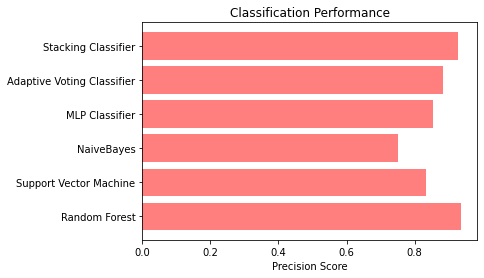 Classification Performance
Stacking Classifier
Adaptive Voting Classifier
MLP Classifier
NaiveBayes
Support Vector Machine
Random Forest
0.0 0.2 0.4 0.6 0.8
Precision Score